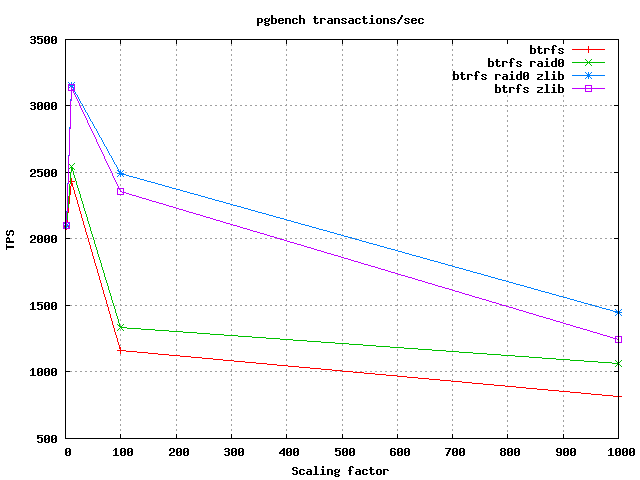 pgbench transactions/sec
btrfs
btrfs raid0
btrfs raid0 zlib
btrfs zlib
3500
3000
2500
2000
1500
1000
500
TPS
0 100 200 300 400 500 600 700 800 900 1000
Scaling factor